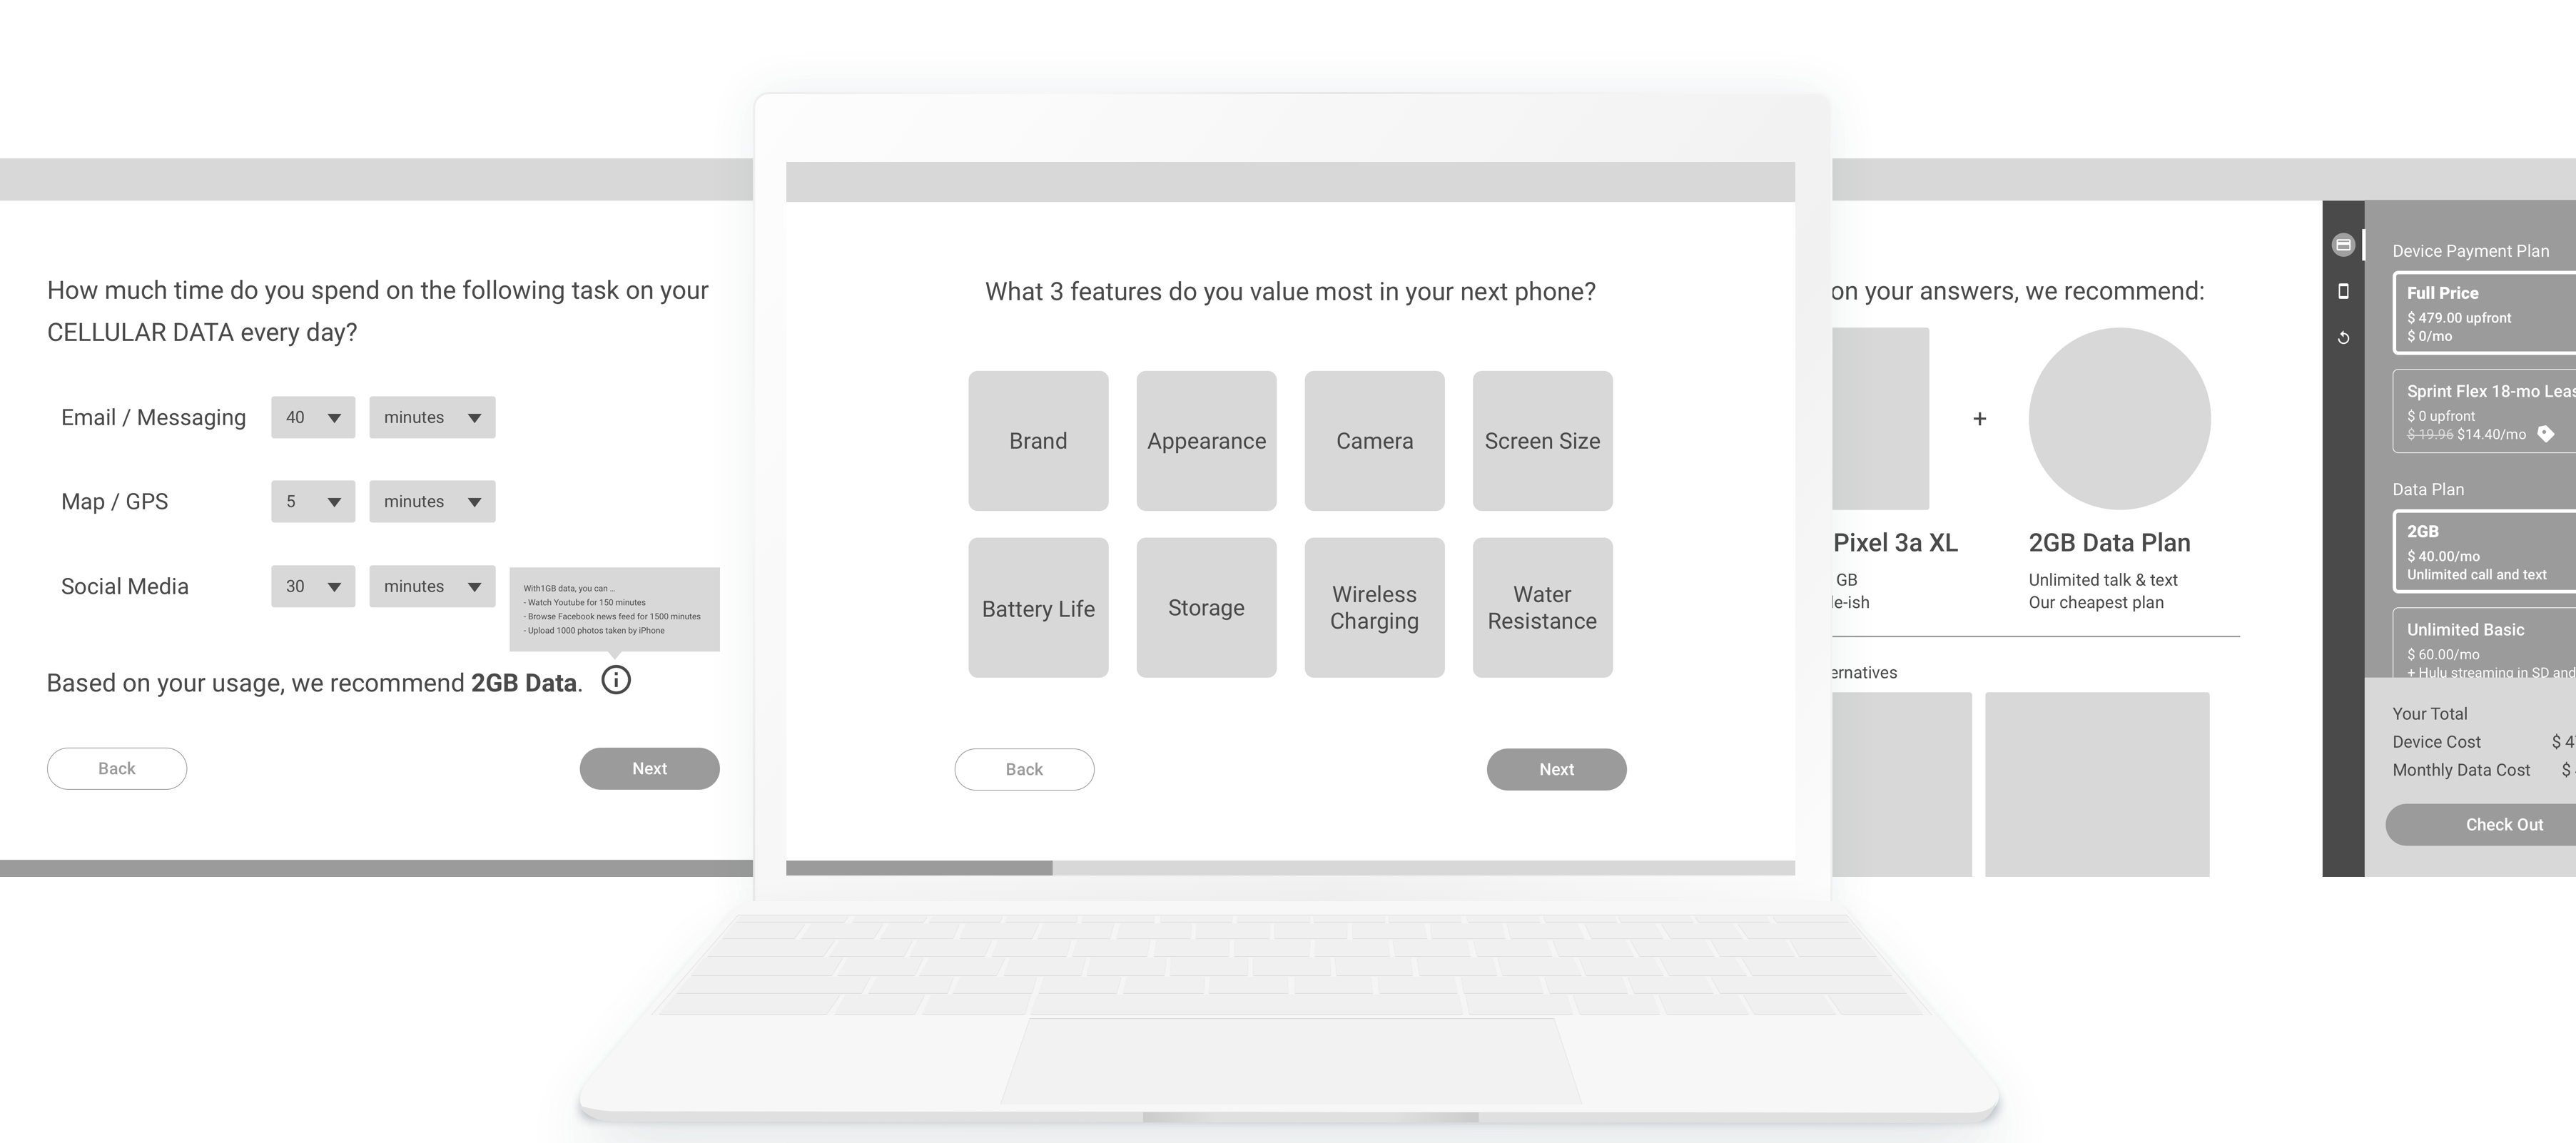 How much time do you spend on the following task on your
CELLULAR DATA every day?
Email / Messaging 40 minutes
Map / GPS 5 minutes
Social Media 30 minutes
With1GB data, you can ...
- Watch Youtube for 150 minutes
- Browse Facebook news feed for 1500 minutes
- Upload 1000 photos taken by iPhone
Based on your usage, we recommend 2GB Data.
Back Next
What 3 features do you value most in your next phone?
Brand Appearance Camera Screen Size
Battery Life Storage Wireless Charging Water Resistance
Back Next
on your answers, we recommend:
+
Pixel 3a XL
GB
le-ish
2GB Data Plan
Unlimited talk & text
Our cheapest plan
ernatives
Device Payment Plan
Full Price
$ 479.00 upfront
$ 0/mo
Sprint Flex 18-mo Leas
$ 0 upfront
$ 19.96 $14.40/mo
Data Plan
2GB
$ 40.00/mo
Unlimited call and text
Unlimited Basic
$ 60.00/mo
+ Hulu streaming in SD and
Your Total
Device Cost $ 4
Monthly Data Cost $
Check Out